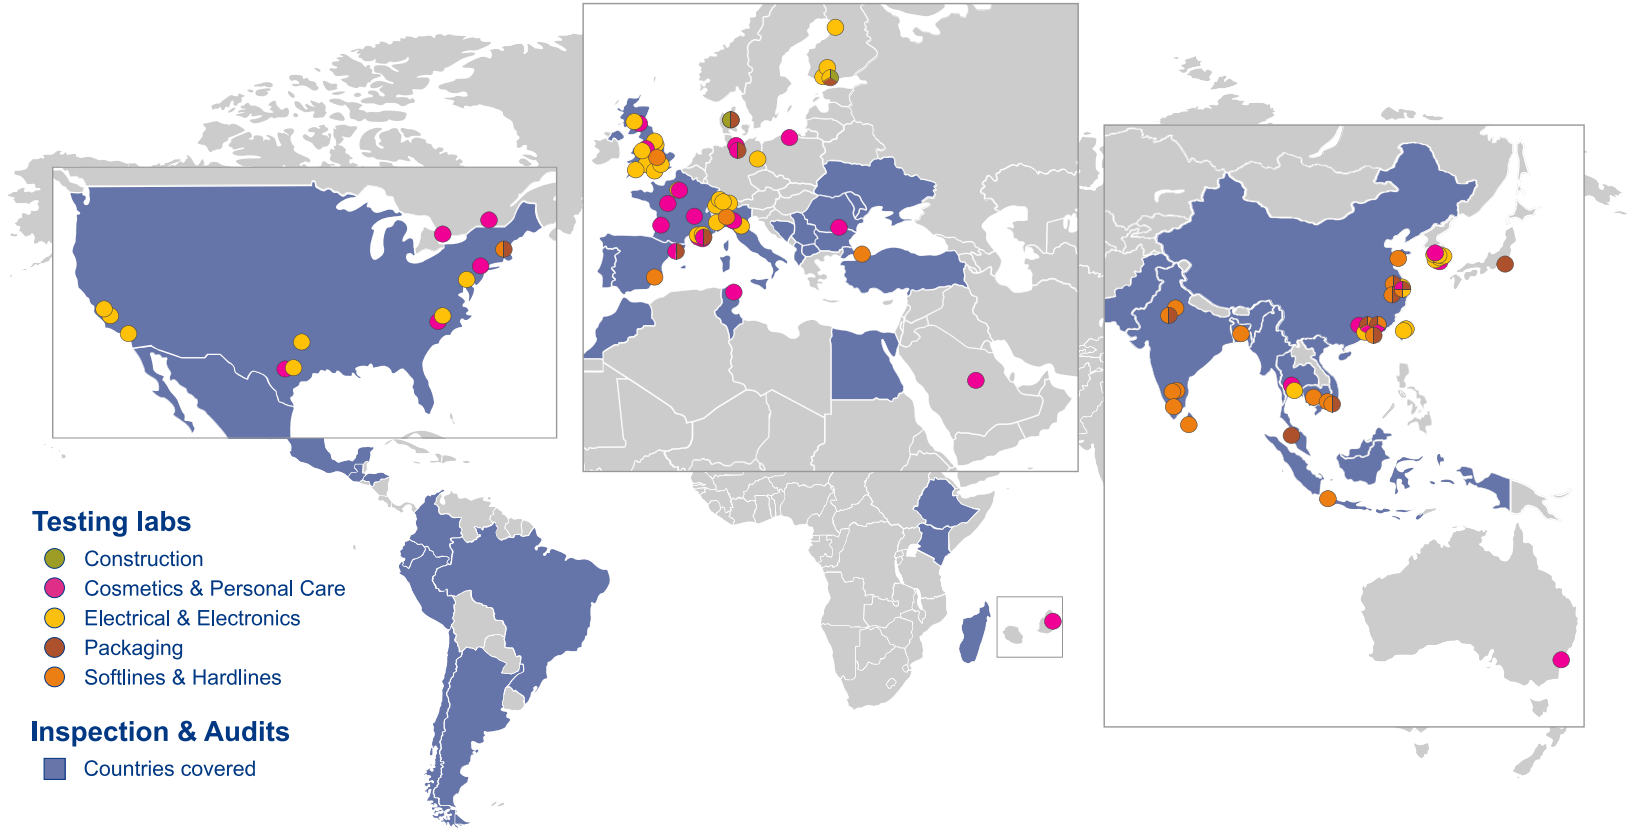 Testing labs
Construction
Cosmetics & Personal Care
Electrical & Electronics
Packaging
Softlines & Hardlines
Inspection & Audits
Countries covered